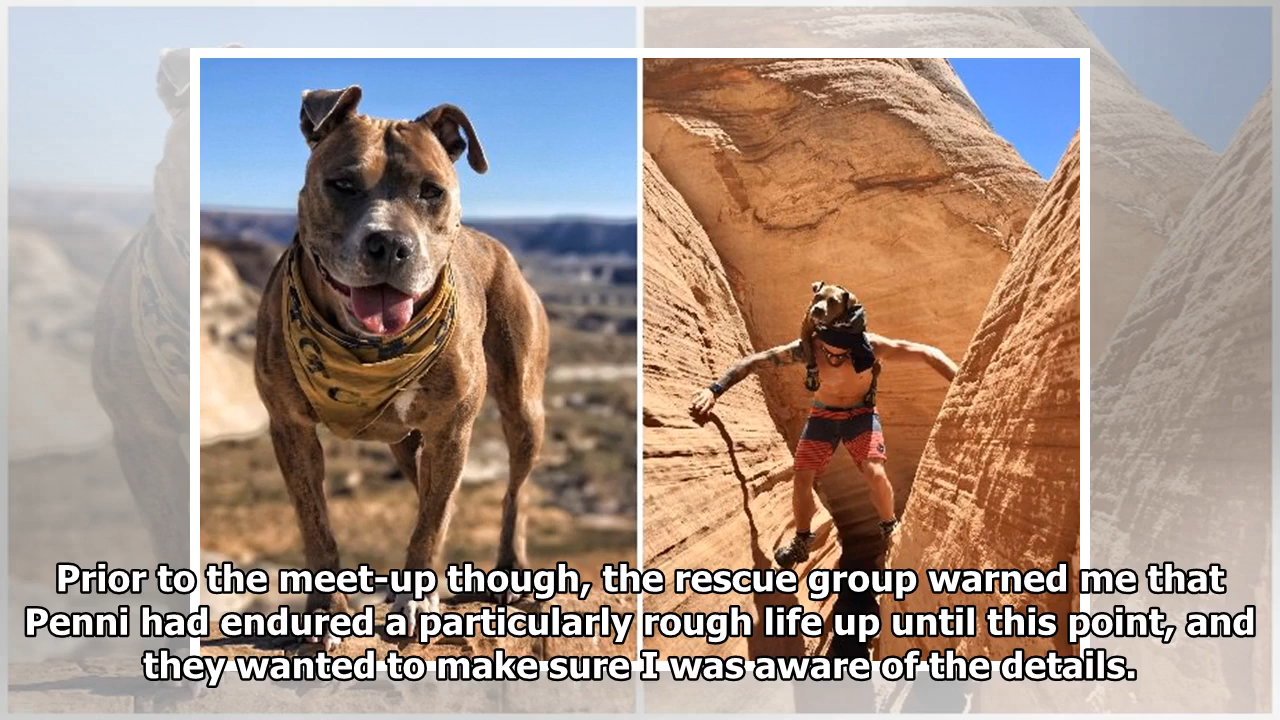 Prior to the meet-up though, the rescue group warned me that
Penni had endured a particularly rough life up until this point, and
they wanted to make sure I was aware of the details.